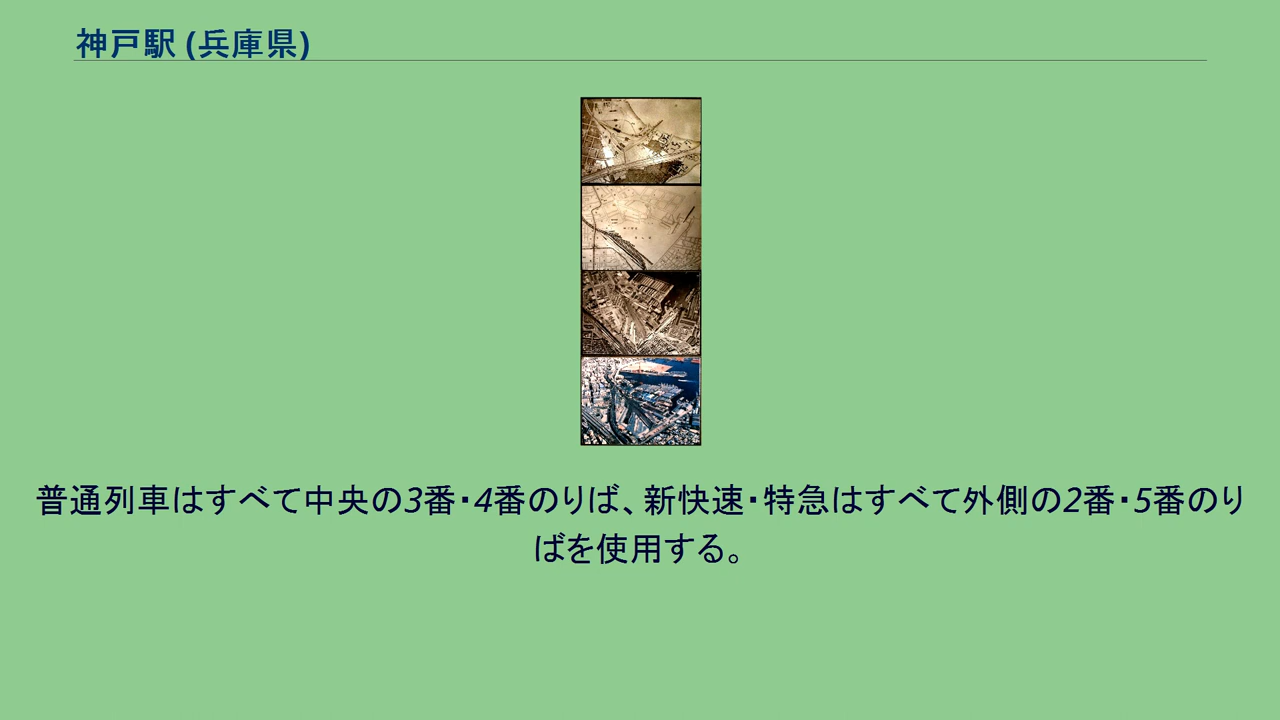 神戸駅 (兵庫県)
普通列車はすべて中央の3番・4番のりば、新快速・特急はすべて外側の2番・5番のり
ばを使用する。